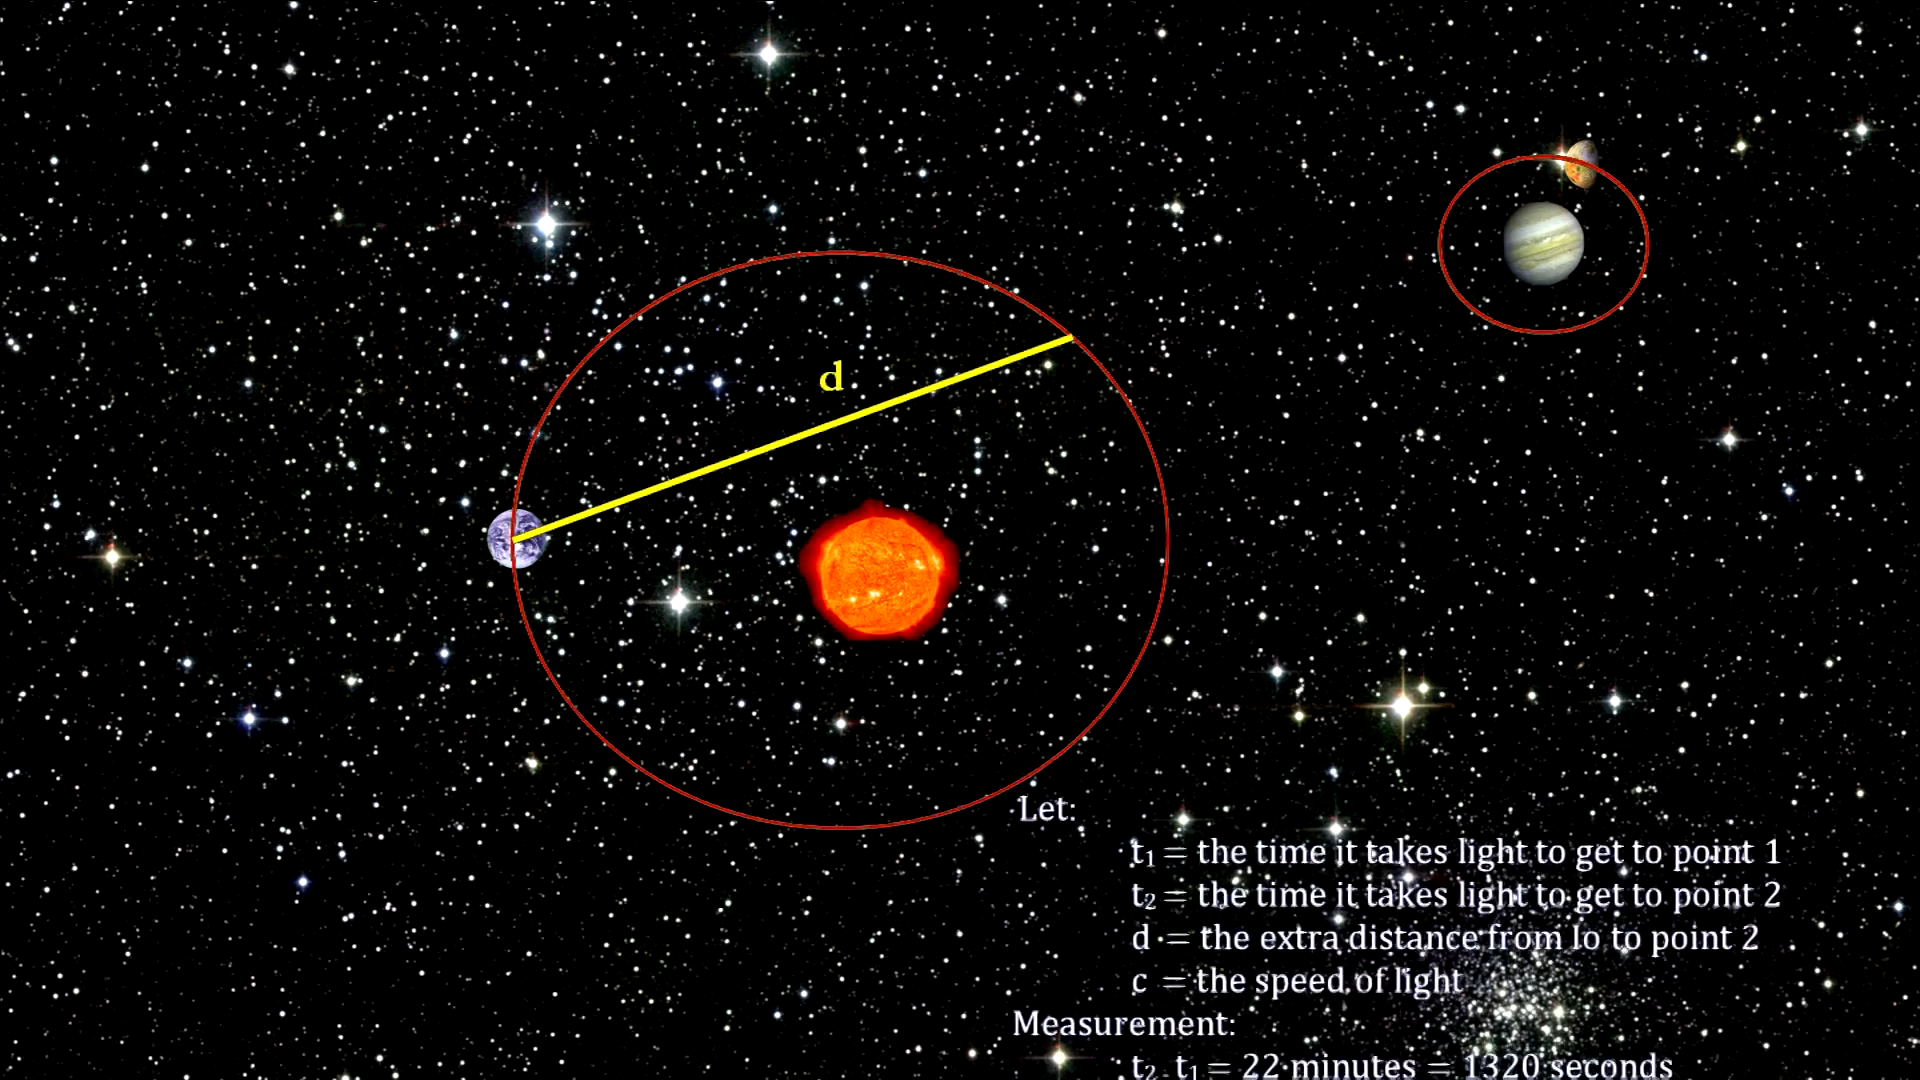 d
Let:
t₁ = the time it takes light to get to point 1
t₂ = the time it takes light to get to point 2
d = the extra distance from Io to point 2
c = the speed of light
Measurement:
t₂ - t₁ = 22 minutes = 1320 seconds